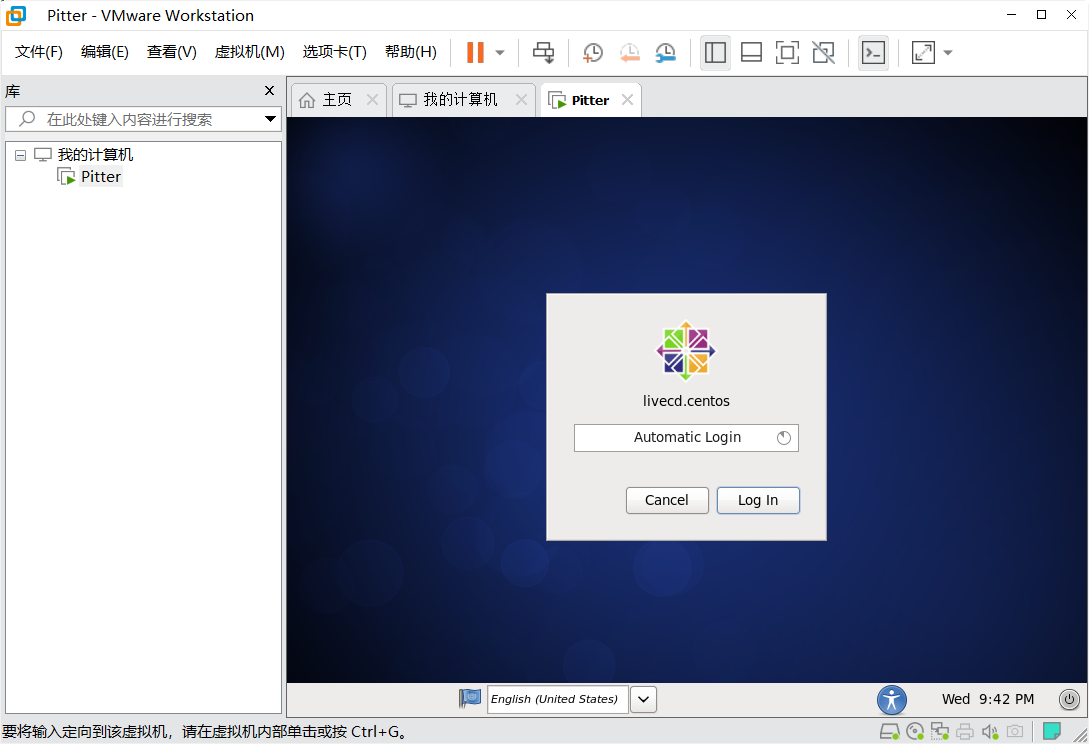 Pitter - VMware Workstation
文件(F) 编辑(E) 查看(V) 虚拟机(M) 选项卡(T) 帮助(H)
库
主页 我的计算机 Pitter
在此处键入内容进行搜索
我的计算机
Pitter
livecd.centos
Automatic Login
Cancel Log In
English (United States) Wed 9:42 PM
要将输入定向到该虚拟机，请在虚拟机内部单击或按 Ctrl+G。